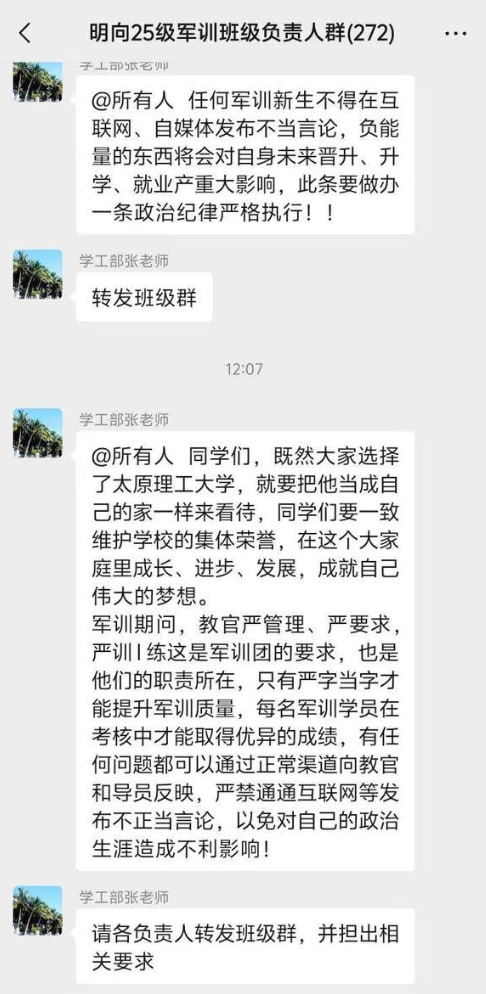 明向25级军训班级负责人群(272)
学工部张老师
@所有人 任何军训新生不得在互
联网、自媒体发布不当言论，负能
量的东西将会对自身未来晋升、升
学、就业产重大影响，此条要做办
一条政治纪律严格执行！！
学工部张老师
转发班级群
12:07
学工部张老师
@所有人 同学们，既然大家选择
了太原理工大学，就要把他当成自
己的家一样来看待，同学们要一致
维护学校的集体荣誉，在这个大家
庭里成长、进步、发展，成就自己
伟大的梦想。
军训期问，教官严管理、严要求，
严训l练这是军训团的要求，也是
他们的职责所在，只有严字当字才
能提升军训质量，每名军训学员在
考核中才能取得优异的成绩，有任
何问题都可以通过正常渠道向教官
和导员反映，严禁通通互联网等发
布不正当言论，以免对自己的政治
生涯造成不利影响！
学工部张老师
请各负责人转发班级群，并担出相
关要求